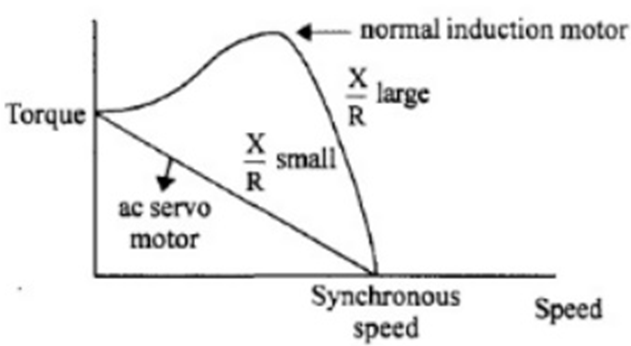 normal induction motor
X
R
large
Torque
X
R
small
ac servo
motor
Synchronous
speed
Speed